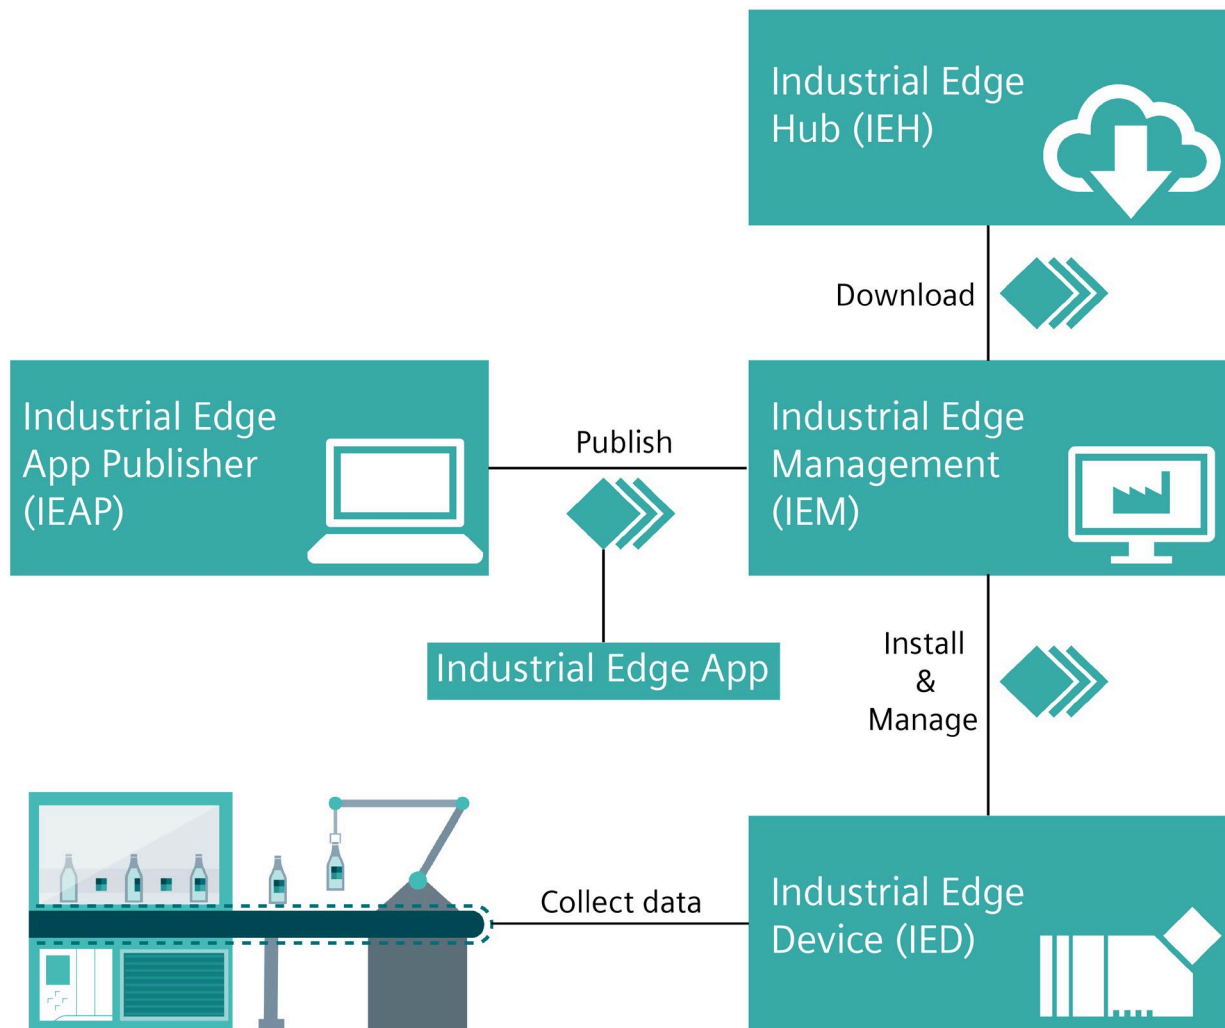 Industrial Edge
Hub (IEH)
Download
Industrial Edge
App Publisher
(IEAP)
Publish
Industrial Edge
Management
(IEM)
Industrial Edge App
Install
&
Manage
Collect data
Industrial Edge
Device (IED)